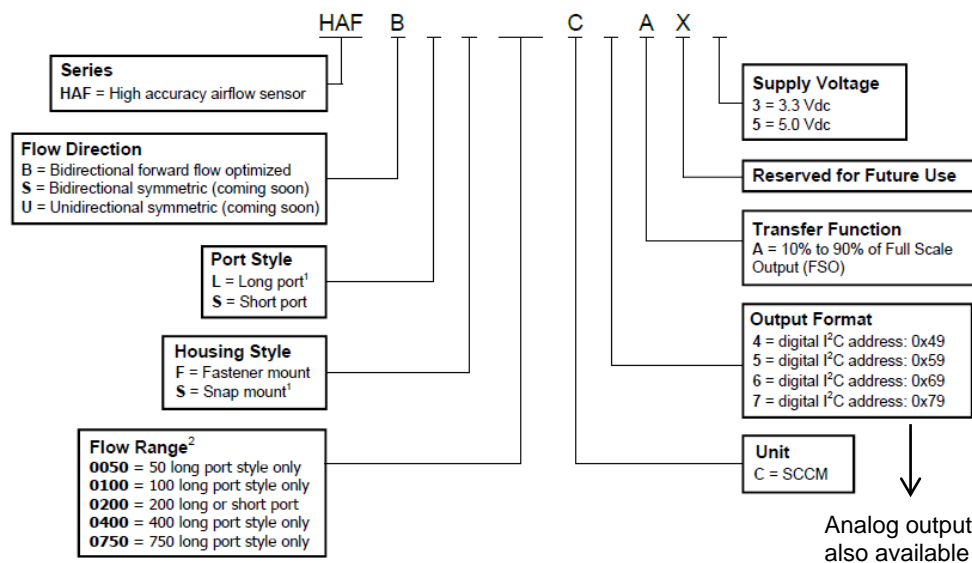 HAF B C A X
Series
HAF = High accuracy airflow sensor
Flow Direction
B = Bidirectional forward flow optimized
S = Bidirectional symmetric (coming soon)
U = Unidirectional symmetric (coming soon)
Port Style
L = Long port¹
S = Short port
Housing Style
F = Fastener mount
S = Snap mount¹
Flow Range²
0050 = 50 long port style only
0100 = 100 long port style only
0200 = 200 long or short port
0400 = 400 long port style only
0750 = 750 long port style only
Supply Voltage
3 = 3.3 Vdc
5 = 5.0 Vdc
Reserved for Future Use
Transfer Function
A = 10% to 90% of Full Scale
Output (FSO)
Output Format
4 = digital I²C address: 0x49
5 = digital I²C address: 0x59
6 = digital I²C address: 0x69
7 = digital I²C address: 0x79
Unit
C = SCCM
Analog output
also available